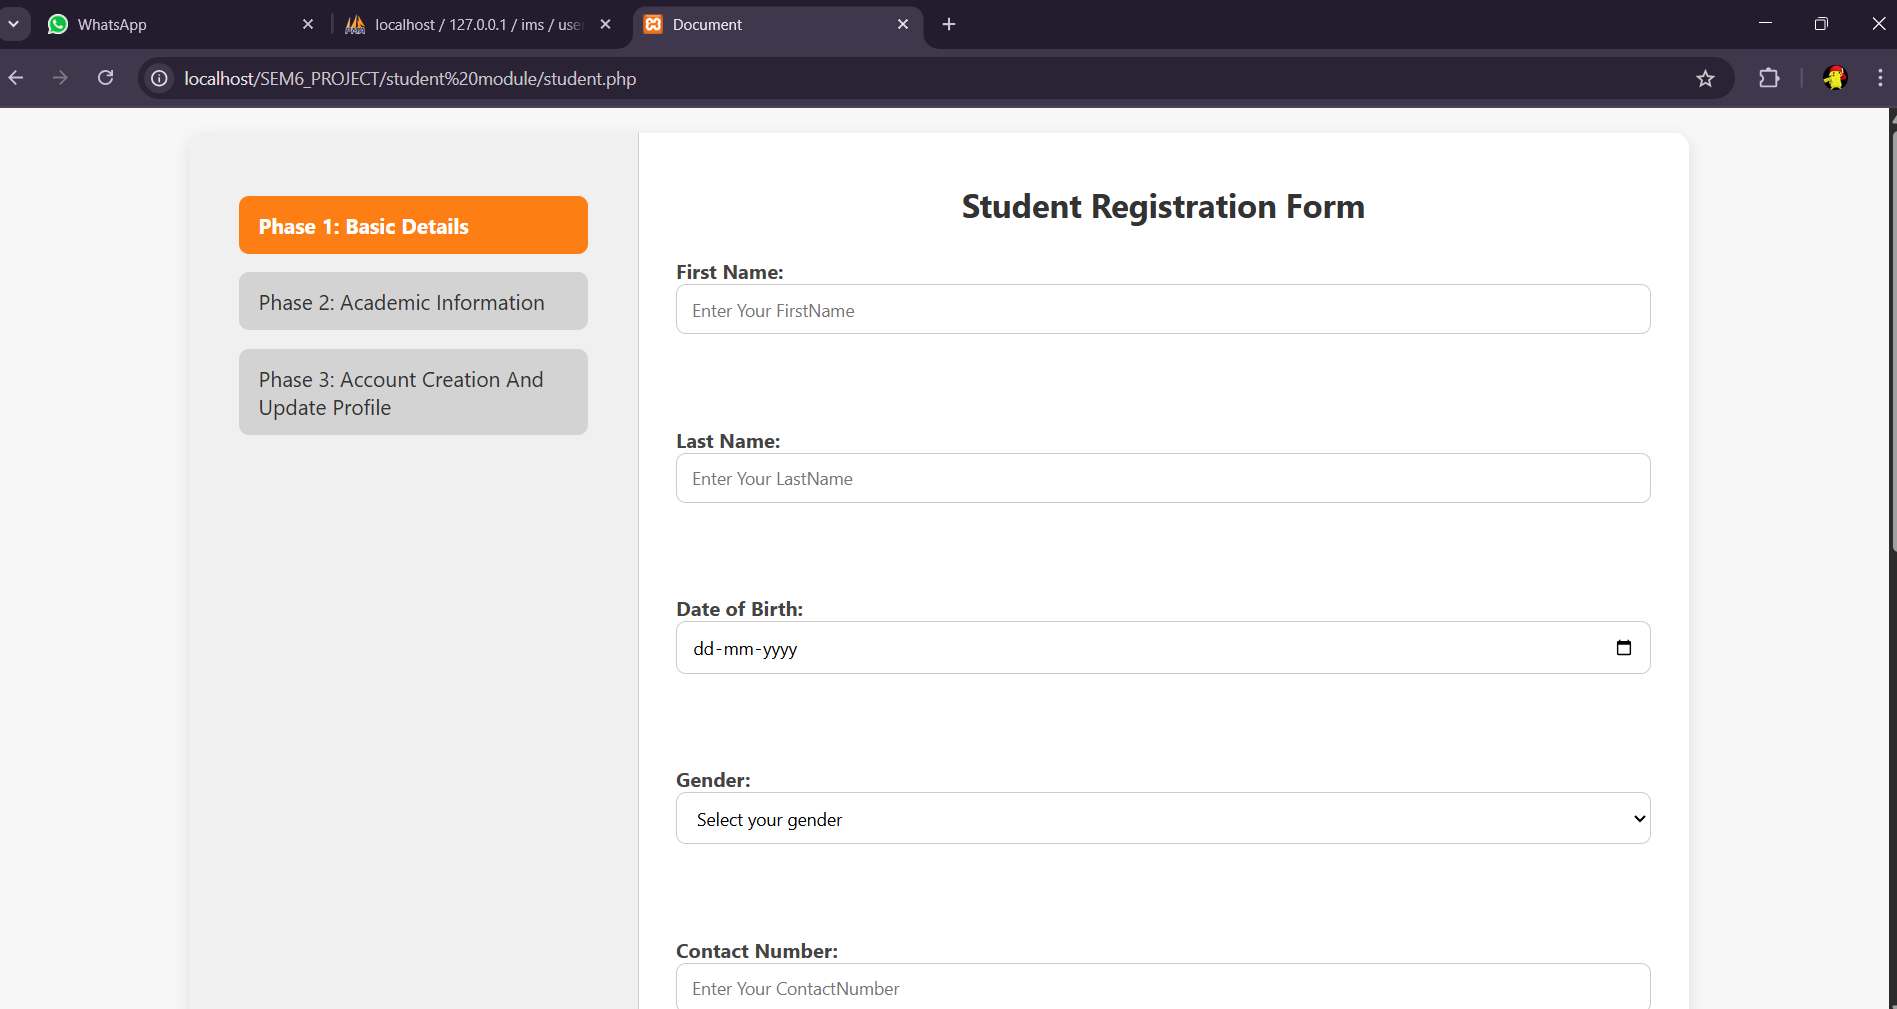 WhatsApp
localhost / 127.0.0.1 / ims / use
Document
localhost/SEM6_PROJECT/student%20module/student.php
Phase 1: Basic Details
Phase 2: Academic Information
Phase 3: Account Creation And
Update Profile
Student Registration Form
First Name:
Enter Your FirstName
Last Name:
Enter Your LastName
Date of Birth:
dd-mm-yyyy
Gender:
Select your gender
Contact Number:
Enter Your ContactNumber